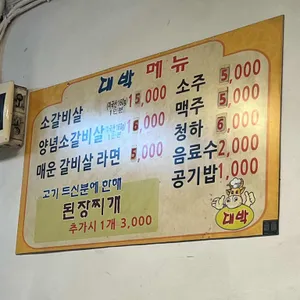 대박 메뉴
소갈비살 15,000
양념소갈비살 16,000
매운 갈비살 라면 5,000
고기 드신분에 한해
된장찌개
추가시 1개 3,000
소주 5,000
맥주 5,000
청하 6,000
음료수 2,000
공기밥 1,000
대박